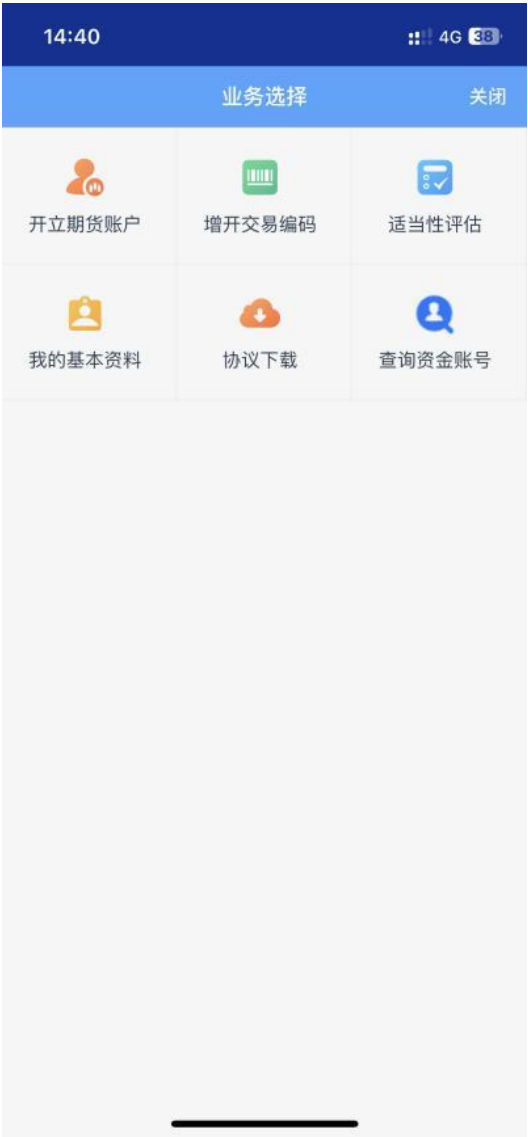 14:40
4G 38
业务选择
关闭
开立期货账户
增开交易编码
适当性评估
我的基本资料
协议下载
查询资金账号